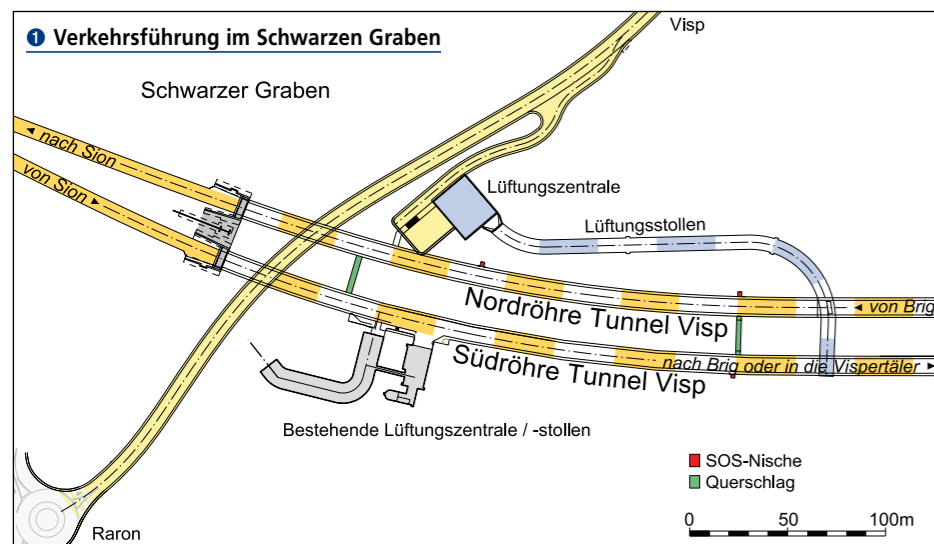 ❶ Verkehrsführung im Schwarzen Graben
Visp
Schwarzer Graben
◄ nach Sion
von Sion ►
Lüftungszentrale
Lüftungsstollen
Nordröhre Tunnel Visp
◄ von Brig
Südröhre Tunnel Visp
nach Brig oder in die Vispertäler ►
Bestehende Lüftungszentrale / -stollen
SOS-Nische
Querschlag
Raron
0 50 100m